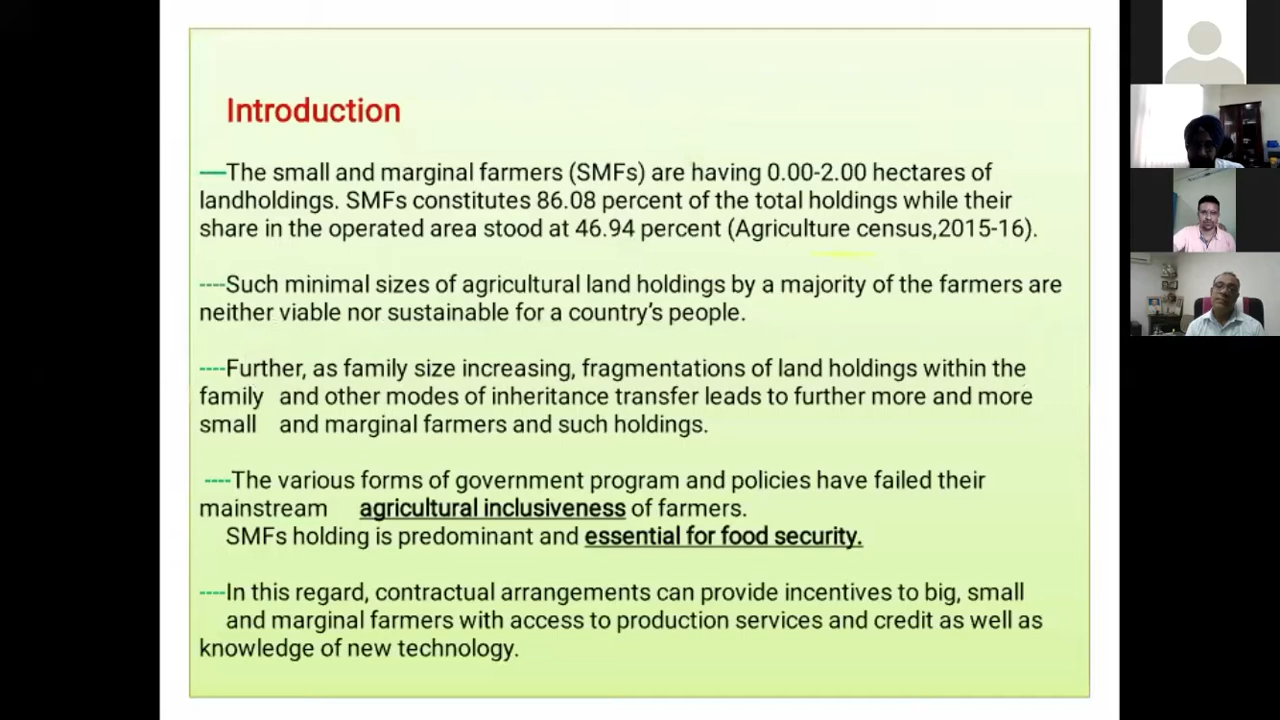 Introduction
----The small and marginal farmers (SMFs) are having 0.00-2.00 hectares of
landholdings. SMFs constitutes 86.08 percent of the total holdings while their
share in the operated area stood at 46.94 percent (Agriculture census,2015-16).
----Such minimal sizes of agricultural land holdings by a majority of the farmers are
neither viable nor sustainable for a country's people.
----Further, as family size increasing, fragmentations of land holdings within the
family and other modes of inheritance transfer leads to further more and more
small and marginal farmers and such holdings.
----The various forms of government program and policies have failed their
mainstream agricultural inclusiveness of farmers.
SMFs holding is predominant and essential for food security.
----In this regard, contractual arrangements can provide incentives to big, small
and marginal farmers with access to production services and credit as well as
knowledge of new technology.